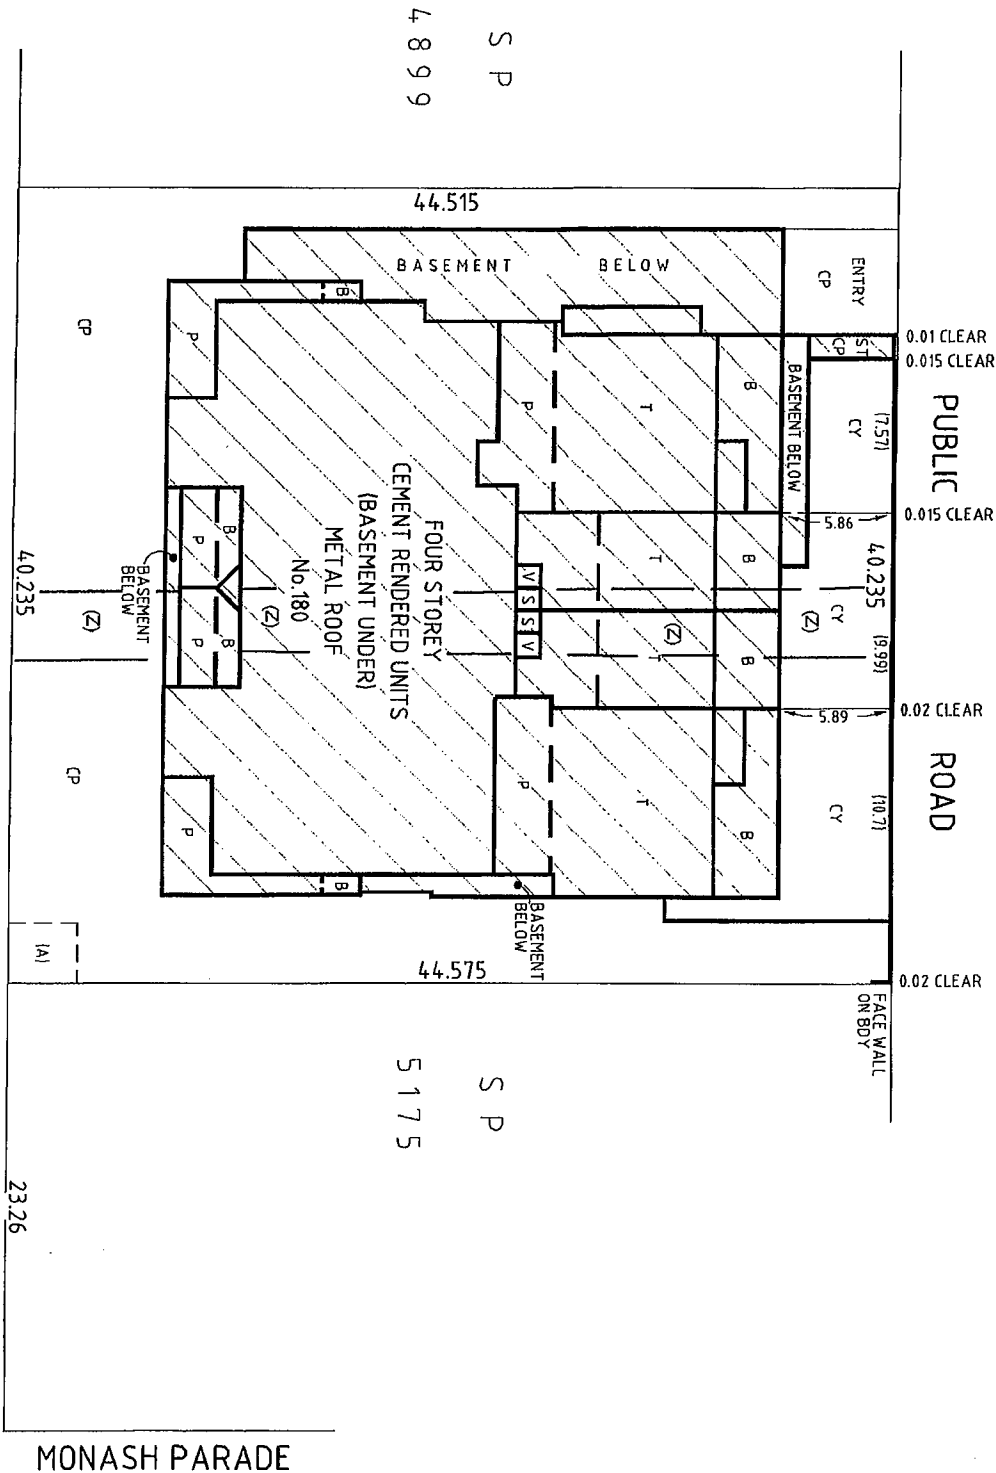 S P
4 8 9 9
44.515
BASEMENT BELOW
ENTRY
CP
0.01 CLEAR
ST
CP
0.015 CLEAR
B
P
CP
P
T
B
BASEMENT BELOW
CY
(7.57)
PUBLIC
0.015 CLEAR
5.86
40.235
FOUR STOREY
CEMENT RENDERED UNITS
(BASEMENT UNDER)
METAL ROOF
No.180
V
S
S
V
T
B
CY
(Z)
(Z)
B
(9.99)
T
B
P
B
P
(Z)
BASEMENT
BELOW
(Z)
40.235
0.02 CLEAR
5.89
ROAD
CY
(10.7)
B
T
P
P
CP
B
BASEMENT
BELOW
(A)
44.575
0.02 CLEAR
FACE WALL
ON BDY
S P
5 1 7 5
23.26
MONASH PARADE